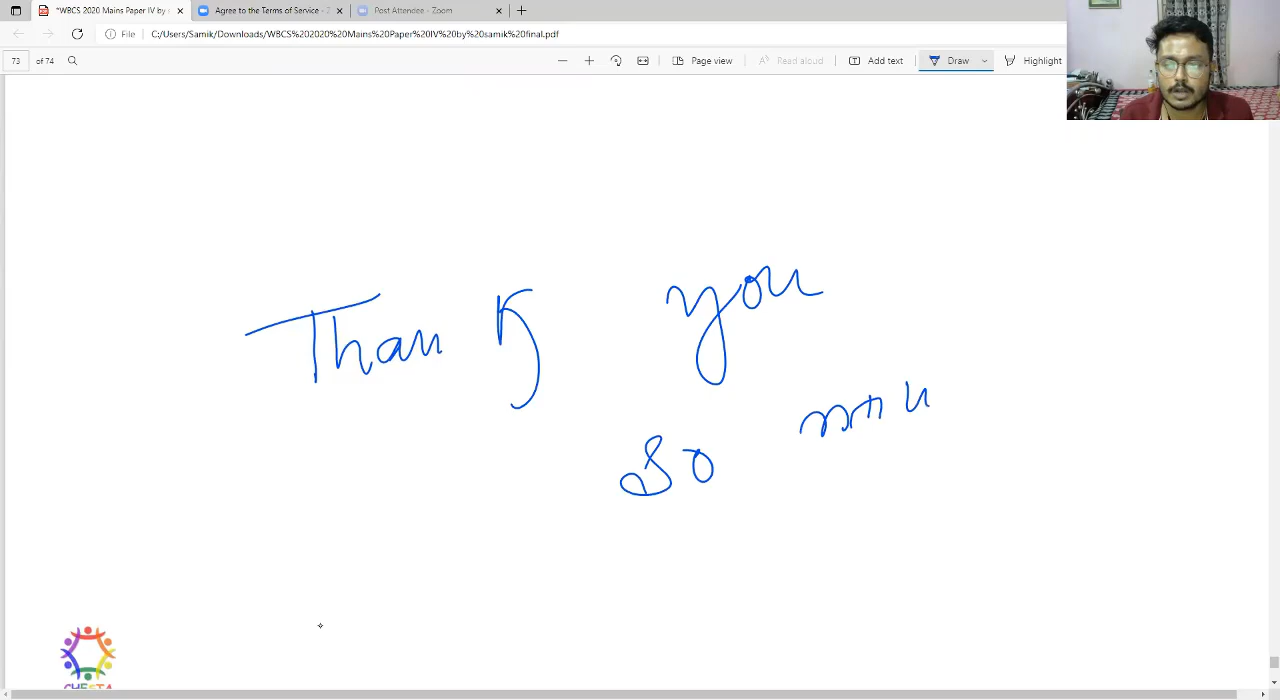 *WBCS 2020 Mains Paper IV by s
Agree to the Terms of Service - Z
Post Attendee - Zoom
File
C:/Users/Samik/Downloads/WBCS%202020%20Mains%20Paper%20IV%20by%20samik%20final.pdf
73 of 74
Page view
Read aloud
Add text
Draw
Highlight
Thank you
So
CHESTA